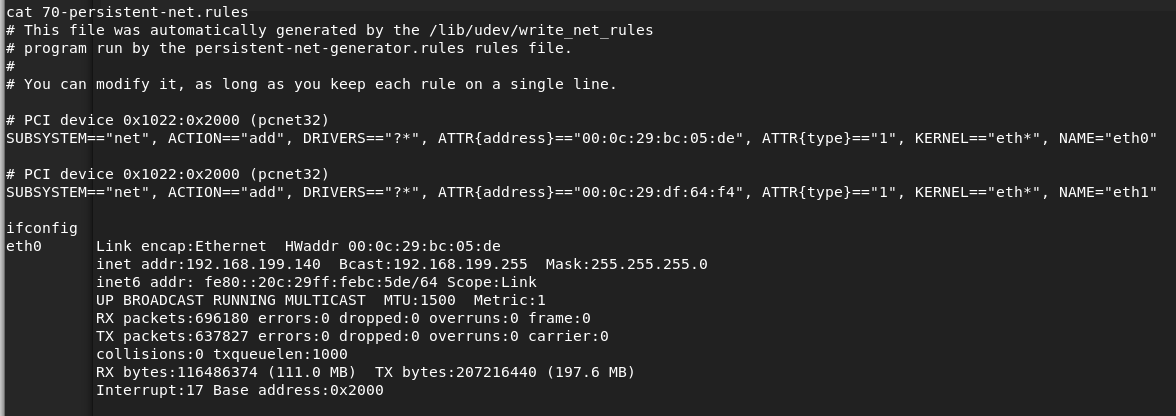 cat 70-persistent-net.rules
# This file was automatically generated by the /lib/udev/write_net_rules
# program run by the persistent-net-generator.rules rules file.
#
# You can modify it, as long as you keep each rule on a single line.
# PCI device 0x1022:0x2000 (pcnet32)
SUBSYSTEM=="net", ACTION=="add", DRIVERS=="?*", ATTR{address}=="00:0c:29:bc:05:de", ATTR{type}=="1", KERNEL=="eth*", NAME="eth0"
# PCI device 0x1022:0x2000 (pcnet32)
SUBSYSTEM=="net", ACTION=="add", DRIVERS=="?*", ATTR{address}=="00:0c:29:df:64:f4", ATTR{type}=="1", KERNEL=="eth*", NAME="eth1"
ifconfig
eth0      Link encap:Ethernet  HWaddr 00:0c:29:bc:05:de
          inet addr:192.168.199.140  Bcast:192.168.199.255  Mask:255.255.255.0
          inet6 addr: fe80::20c:29ff:febc:5de/64 Scope:Link
          UP BROADCAST RUNNING MULTICAST  MTU:1500  Metric:1
          RX packets:696180 errors:0 dropped:0 overruns:0 frame:0
          TX packets:637827 errors:0 dropped:0 overruns:0 carrier:0
          collisions:0 txqueuelen:1000
          RX bytes:116486374 (111.0 MB)  TX bytes:207216440 (197.6 MB)
          Interrupt:17 Base address:0x2000